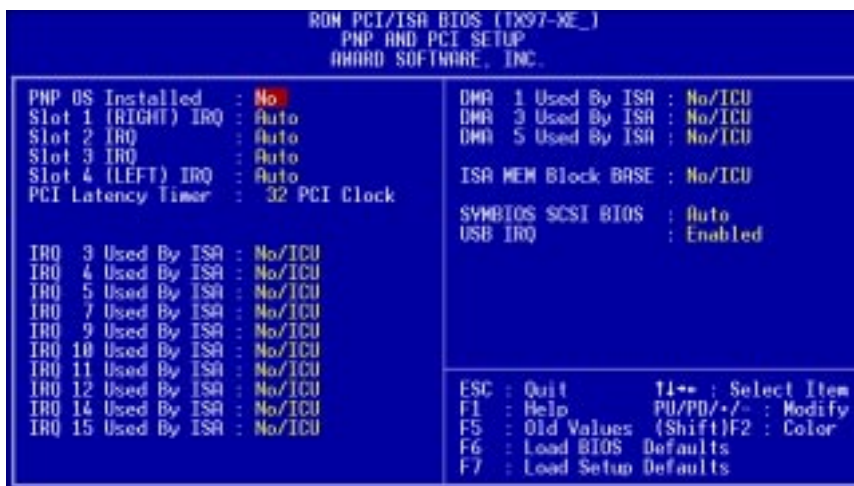 ROM PCI/ISA BIOS (TX97-XE_)
PNP AND PCI SETUP
AWARD SOFTWARE, INC.
PNP OS Installed : No
Slot 1 (RIGHT) IRQ : Auto
Slot 2 IRQ : Auto
Slot 3 IRQ : Auto
Slot 4 (LEFT) IRQ : Auto
PCI Latency Timer : 32 PCI Clock
IRQ 3 Used By ISA : No/ICU
IRQ 4 Used By ISA : No/ICU
IRQ 5 Used By ISA : No/ICU
IRQ 7 Used By ISA : No/ICU
IRQ 9 Used By ISA : No/ICU
IRQ 10 Used By ISA : No/ICU
IRQ 11 Used By ISA : No/ICU
IRQ 12 Used By ISA : No/ICU
IRQ 14 Used By ISA : No/ICU
IRQ 15 Used By ISA : No/ICU
DMA 1 Used By ISA : No/ICU
DMA 3 Used By ISA : No/ICU
DMA 5 Used By ISA : No/ICU
ISA MEM Block BASE : No/ICU
SYMBIOS SCSI BIOS : Auto
USB IRQ : Enabled
ESC : Quit ↑↓→← : Select Item
F1 : Help PU/PD/+/- : Modify
F5 : Old Values (Shift)F2 : Color
F6 : Load BIOS Defaults
F7 : Load Setup Defaults